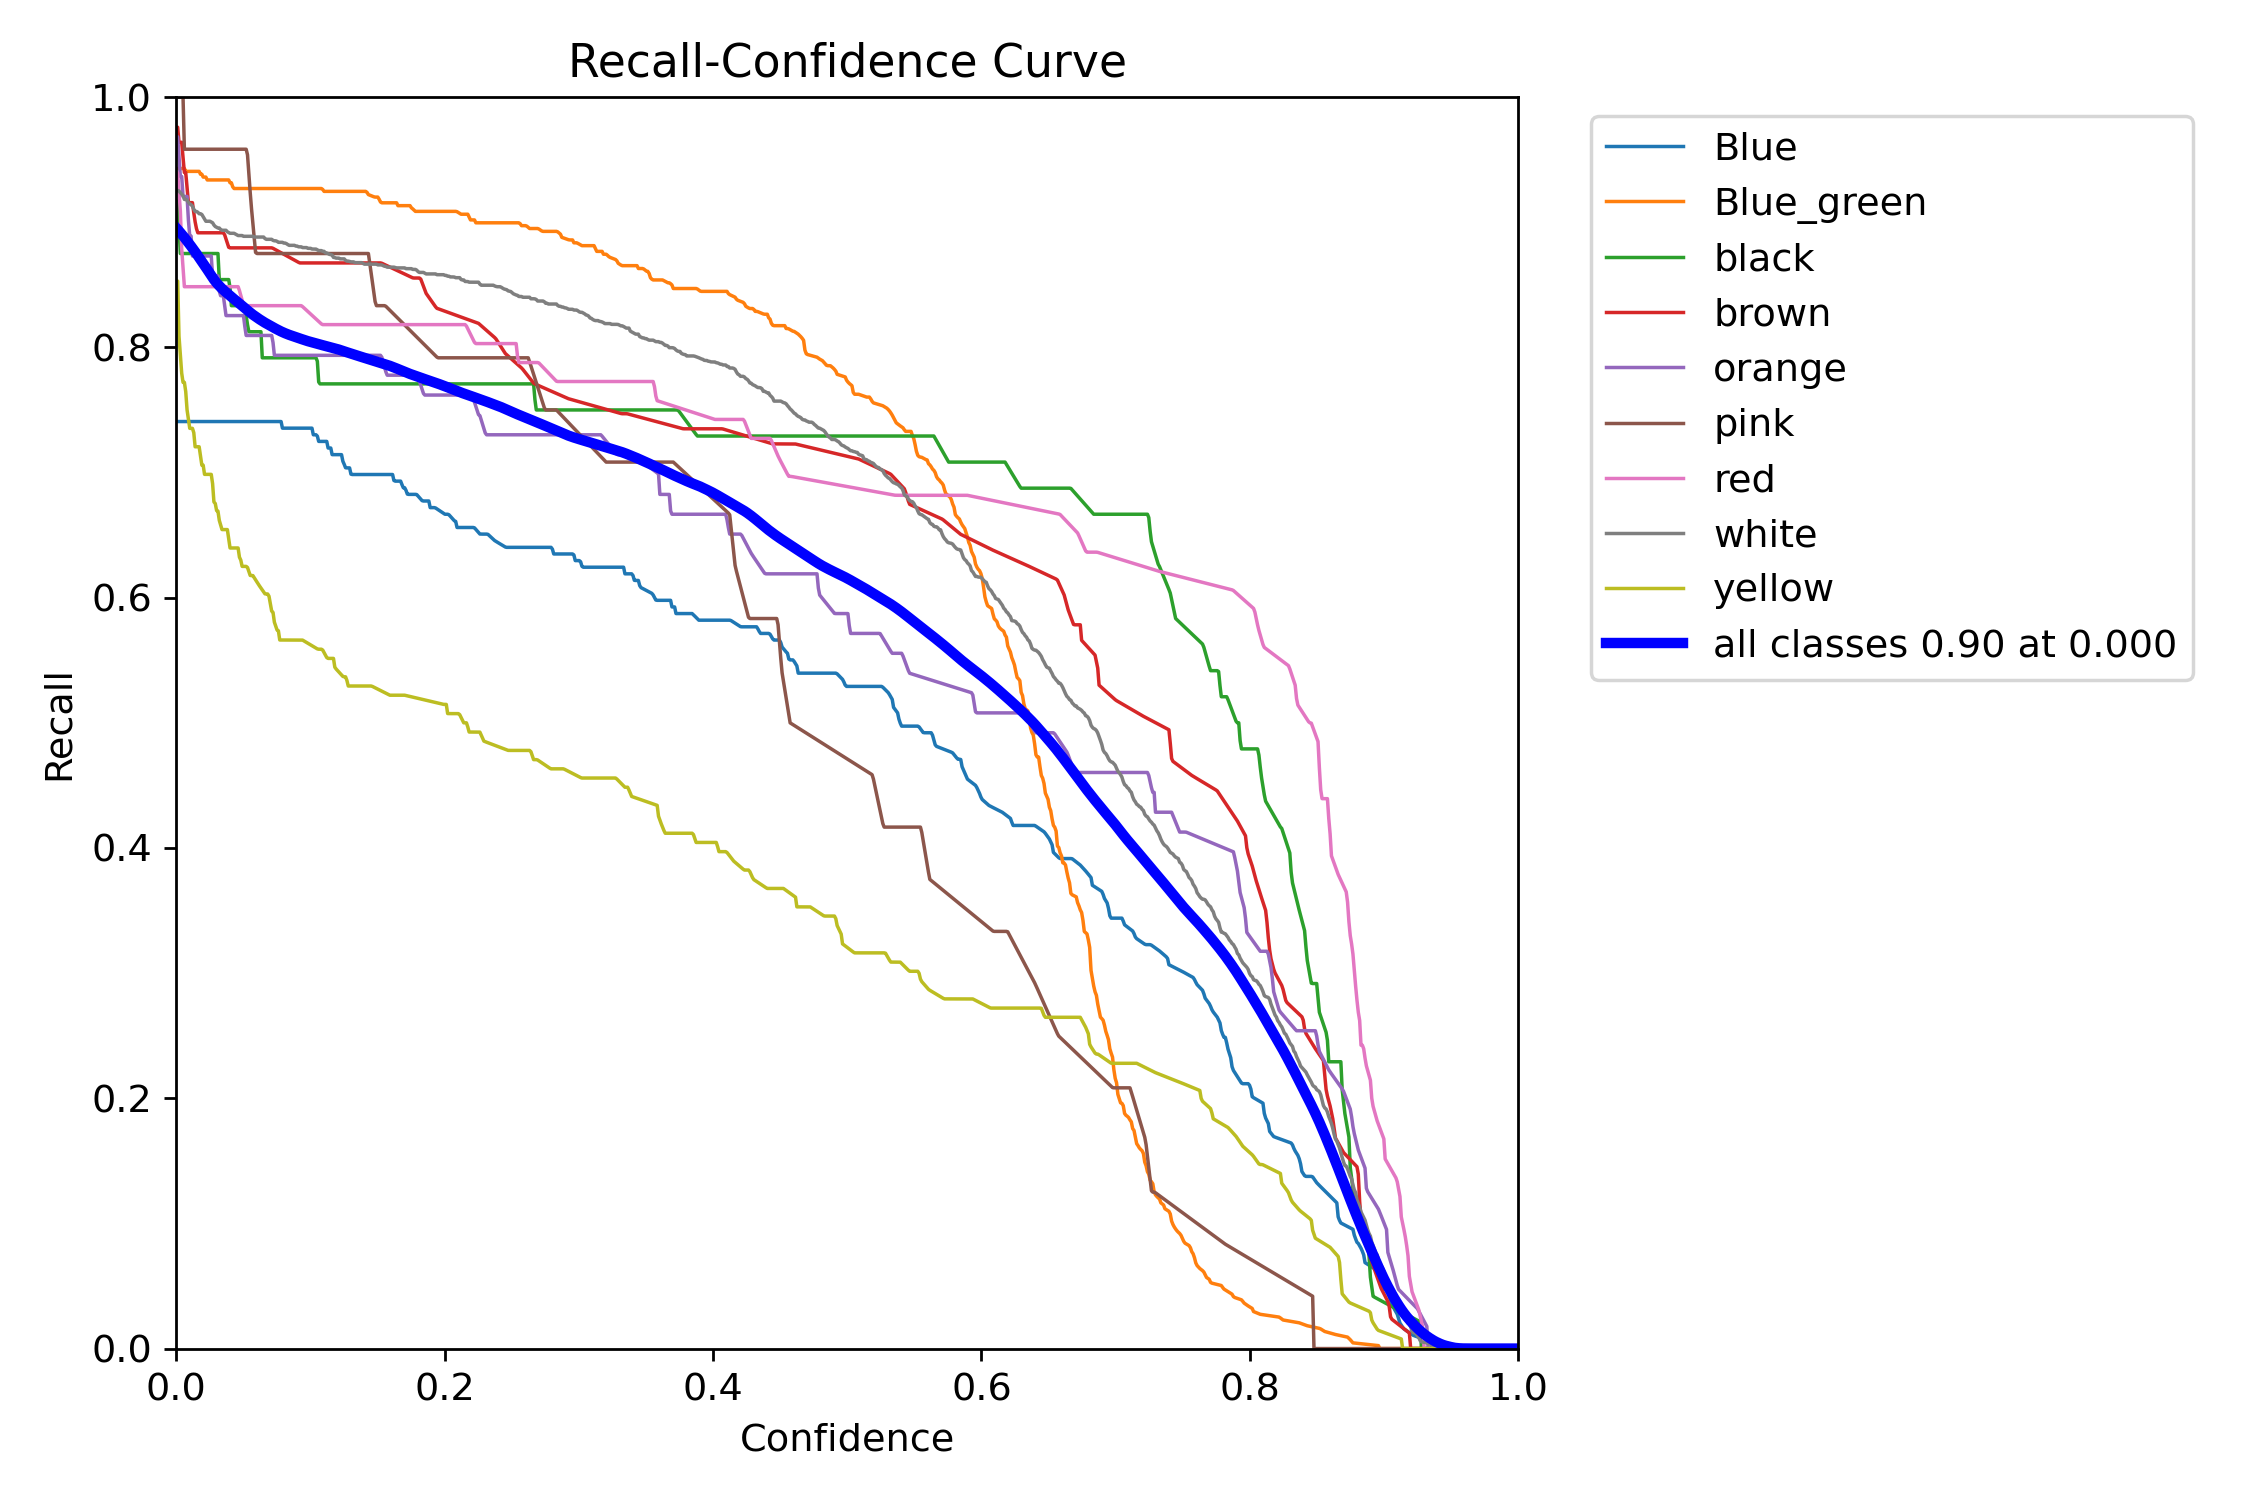 Recall-Confidence Curve
1.0
0.8
0.6
0.4
0.2
0.0
Recall
0.0 0.2 0.4 0.6 0.8 1.0
Confidence
Blue
Blue_green
black
brown
orange
pink
red
white
yellow
all classes 0.90 at 0.000